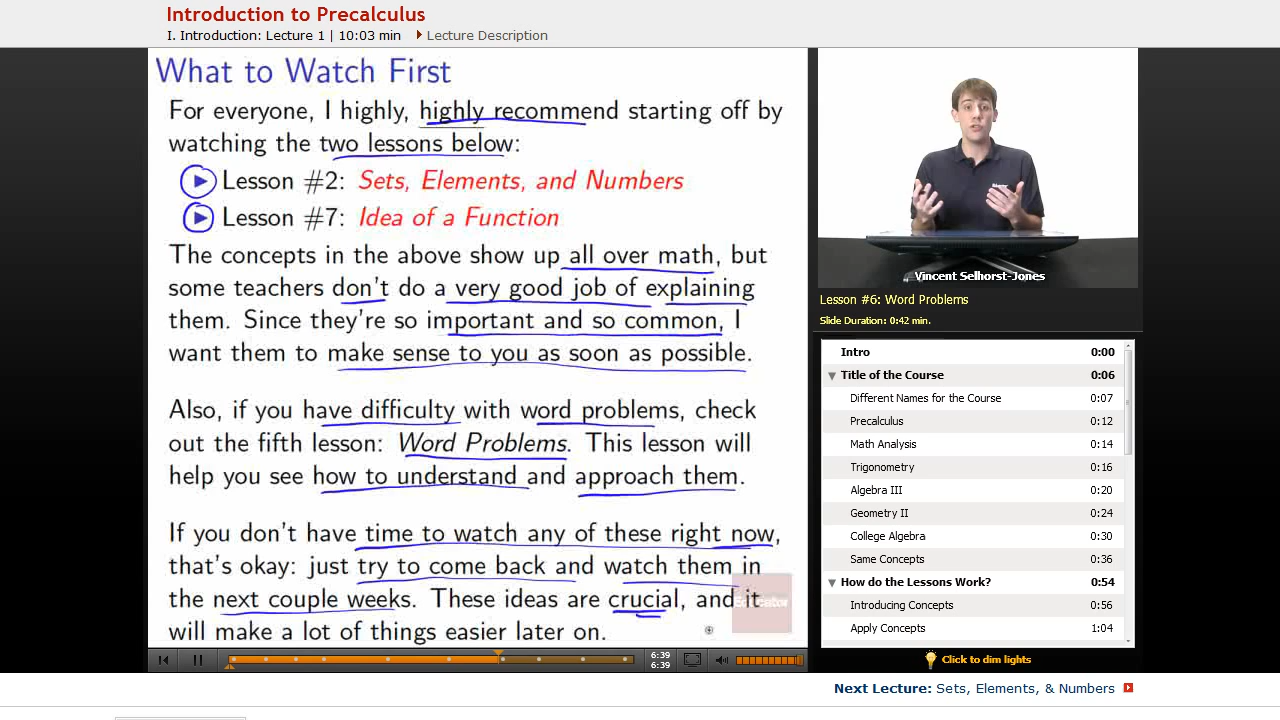 Introduction to Precalculus
I. Introduction: Lecture 1 | 10:03 min Lecture Description
What to Watch First
For everyone, I highly, highly recommend starting off by
watching the two lessons below:
Lesson #2: Sets, Elements, and Numbers
Lesson #7: Idea of a Function
The concepts in the above show up all over math, but
some teachers don't do a very good job of explaining
them. Since they're so important and so common, I
want them to make sense to you as soon as possible.
Also, if you have difficulty with word problems, check
out the fifth lesson: Word Problems. This lesson will
help you see how to understand and approach them.
If you don't have time to watch any of these right now,
that's okay: just try to come back and watch them in
the next couple weeks. These ideas are crucial, and it
will make a lot of things easier later on.
6:39
6:39
Vincent Selhorst-Jones
Lesson #6: Word Problems
Slide Duration: 0:42 min.
Intro 0:00
Title of the Course 0:06
Different Names for the Course 0:07
Precalculus 0:12
Math Analysis 0:14
Trigonometry 0:16
Algebra III 0:20
Geometry II 0:24
College Algebra 0:30
Same Concepts 0:36
How do the Lessons Work? 0:54
Introducing Concepts 0:56
Apply Concepts 1:04
Click to dim lights
Next Lecture: Sets, Elements, & Numbers